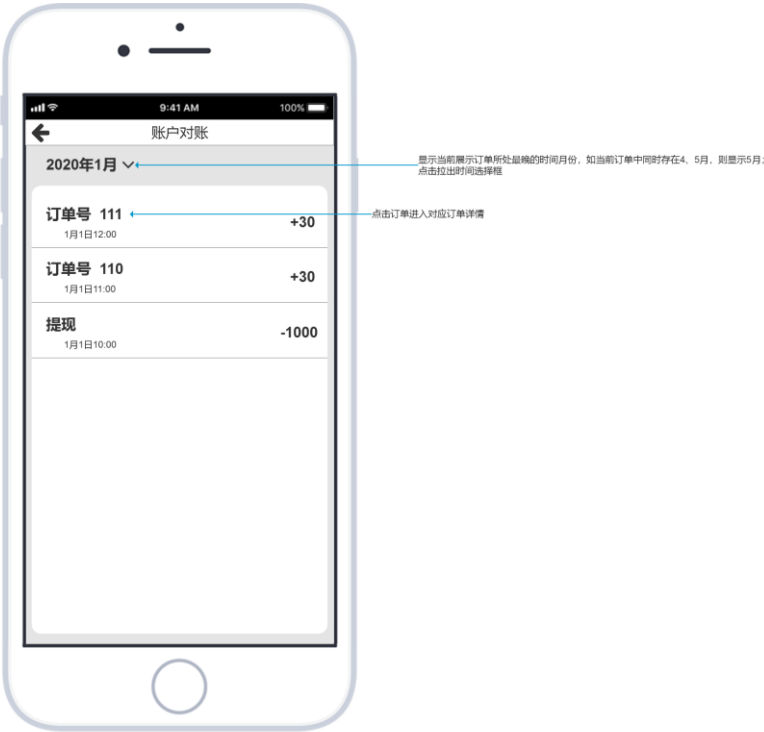 9:41 AM
100%
账户对账
2020年1月
显示当前展示订单所处最晚的时间月份，如当前订单中同时存在4、5月，则显示5月；
点击拉出时间选择框
订单号 111
点击订单进入对应订单详情
1月1日12:00
+30
订单号 110
1月1日11:00
+30
提现
1月1日10:00
-1000